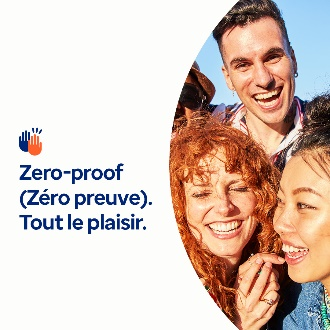 Zero-proof
(Zéro preuve).
Tout le plaisir.